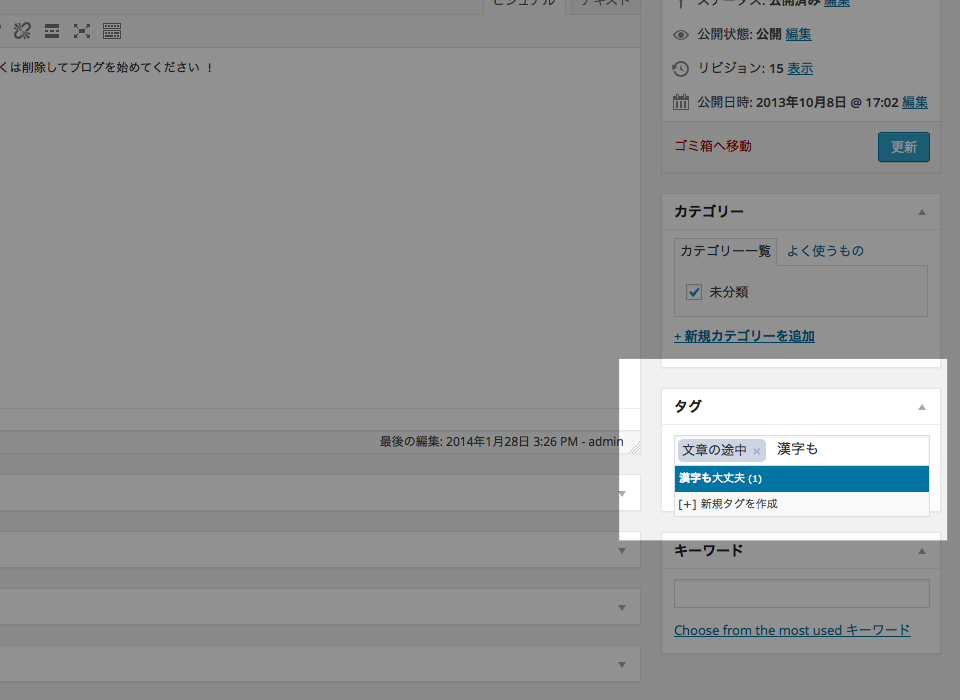 ビジュアル
テキスト
くは削除してブログを始めてください ！
最後の編集: 2014年1月28日 3:26 PM - admin
ステータス: 公開済み 編集
公開状態: 公開 編集
リビジョン: 15 表示
公開日時: 2013年10月8日 @ 17:02 編集
ゴミ箱へ移動
更新
カテゴリー
カテゴリー一覧
よく使うもの
未分類
+ 新規カテゴリーを追加
タグ
文章の途中 × 漢字も
漢字も大丈夫 (1)
[+] 新規タグを作成
キーワード
Choose from the most used キーワード